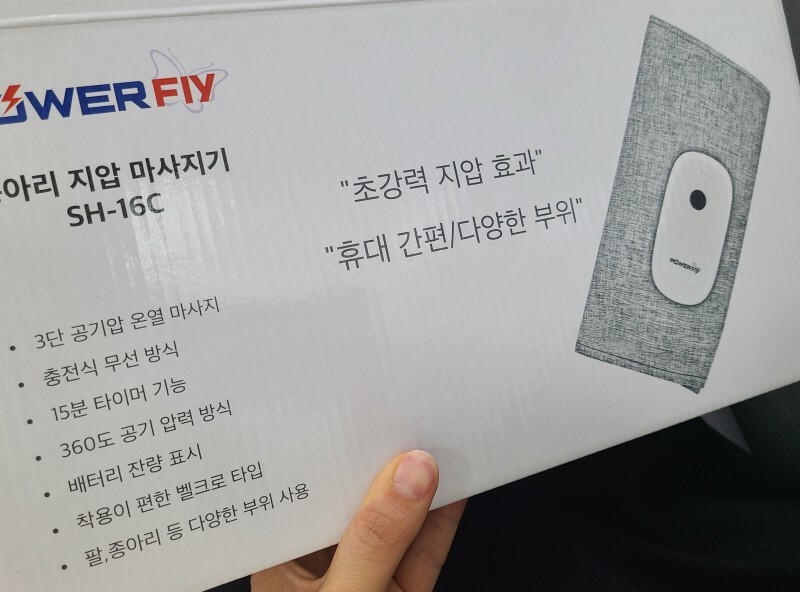 POWERFLY
종아리 지압 마사지기
SH-16C
"초강력 지압 효과"
"휴대 간편/다양한 부위"
• 3단 공기압 온열 마사지
• 충전식 무선 방식
• 15분 타이머 기능
• 360도 공기 압력 방식
• 배터리 잔량 표시
• 착용이 편한 벨크로 타입
• 팔,종아리 등 다양한 부위 사용
POWERFLY